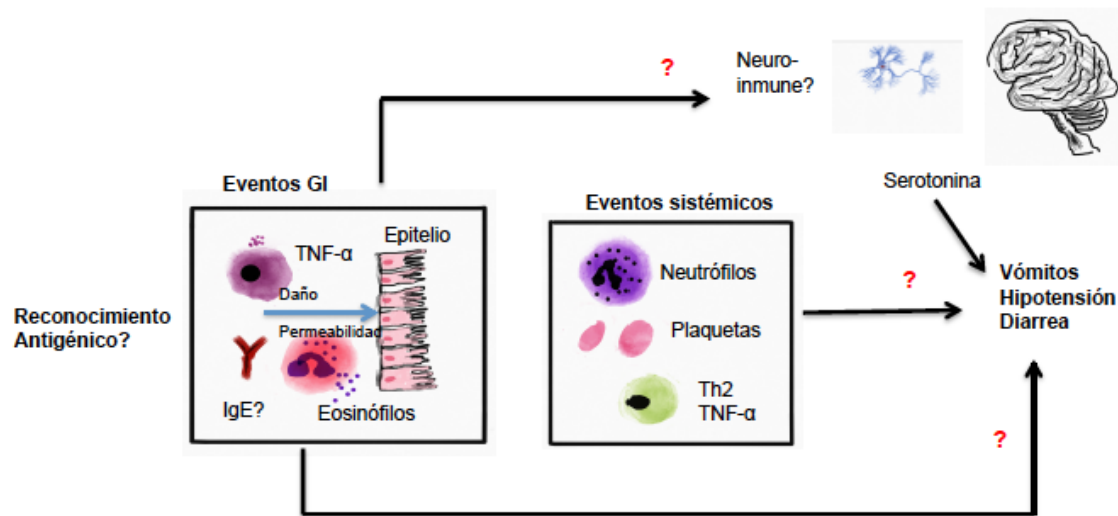 ?
Neuro-
inmune?
Serotonina
Eventos GI
TNF-α
Epitelio
Daño
Permeabilidad
IgE?
Eosinófilos
Reconocimiento
Antigénico?
Eventos sistémicos
Neutrófilos
Plaquetas
Th2
TNF-α
?
Vómitos
Hipotensión
Diarrea
?